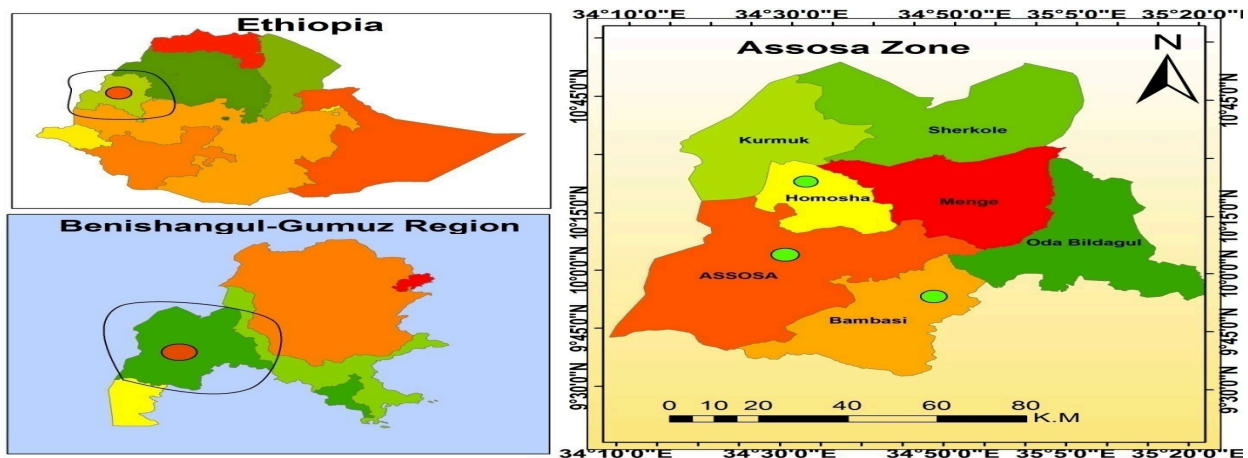 Ethiopia
Benishangul-Gumuz Region
34°10'0"E 34°30'0"E 34°50'0"E 35°5'0"E 35°20'0"E
Assosa Zone
N
Kurmuk
Sherkole
Homosha
Menge
Oda Bildagul
ASSOSA
Bambasi
0 10 20 40 60 80
K.M
10°45'0"N
10°15'0"N
10°0'0"N
9°45'0"N
9°30'0"N
10°45'0"N
10°15'0"N
10°0'0"N
9°45'0"N
9°30'0"N
34°10'0"E 34°30'0"E 34°50'0"E 35°5'0"E 35°20'0"E